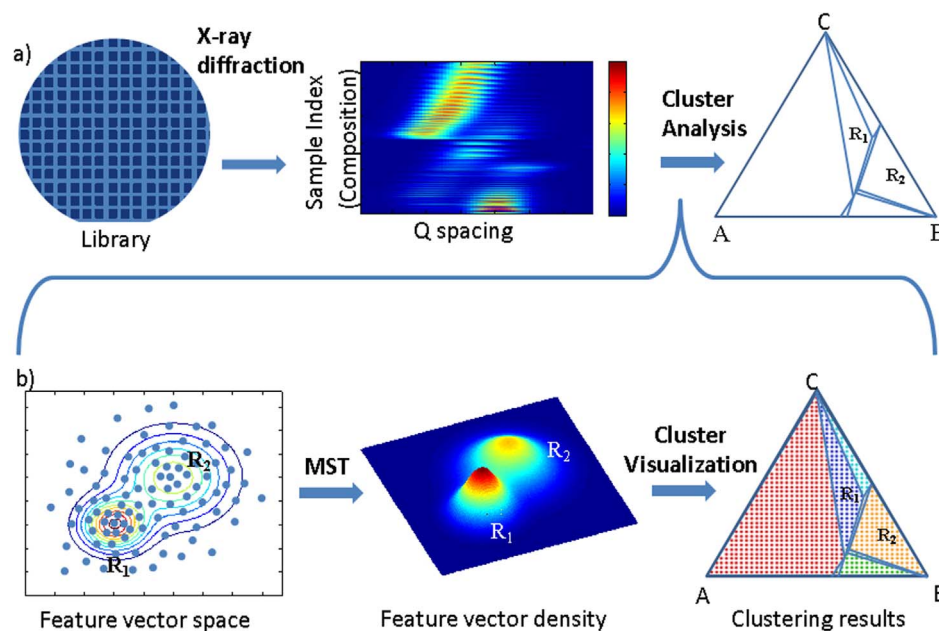 a)
X-ray
diffraction
Library
Sample Index
(Composition)
Q spacing
Cluster
Analysis
C
R1
R2
A
B
b)
R2
R1
Feature vector space
MST
R2
R1
Feature vector density
Cluster
Visualization
C
R1
R2
A
B
Clustering results